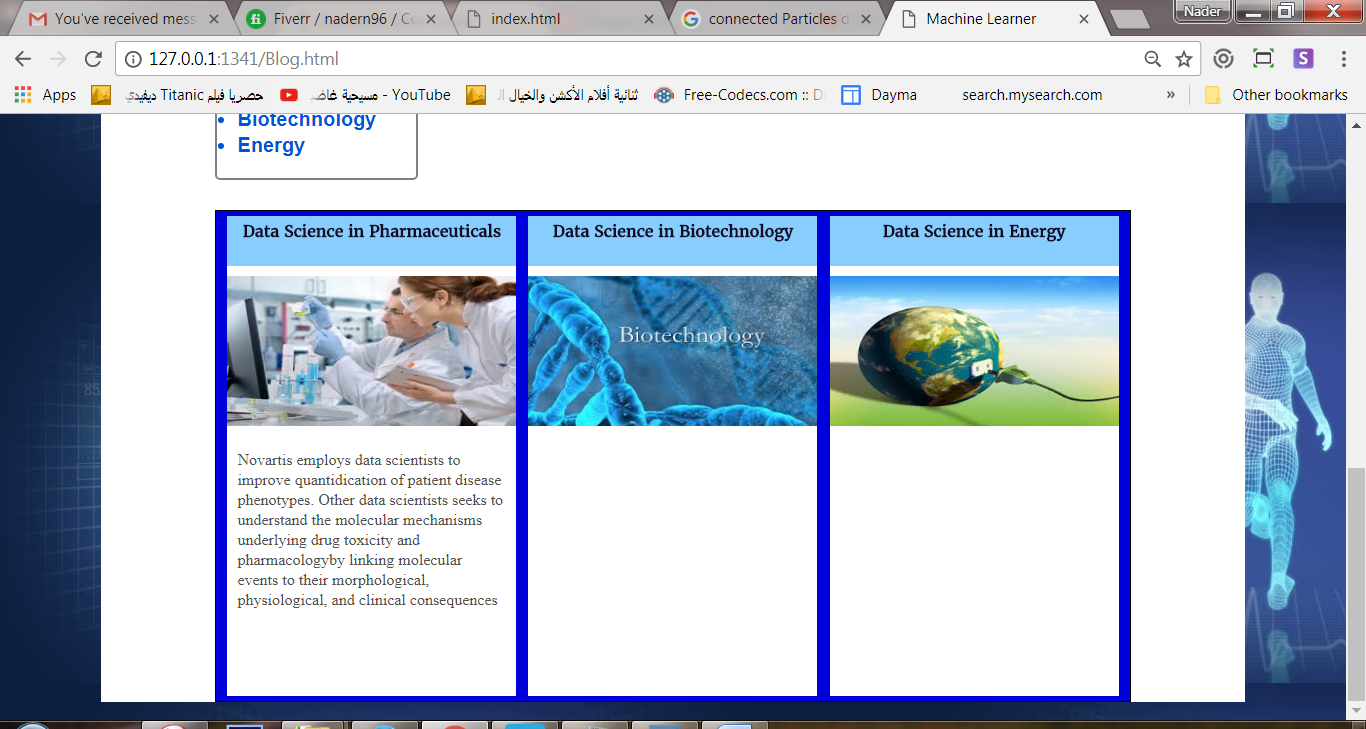 You've received mess
Fiverr / nadern96 / Co
index.html
connected Particles d
Machine Learner
Nader
127.0.0.1:1341/Blog.html
Apps
حصريا فيلم Titanic ديفيدي
مسيحية غاضب - YouTube
ثنائية أفلام الأكشن والخيال ال
Free-Codecs.com :: D
Dayma
search.mysearch.com
»
Other bookmarks
Biotechnology
Energy
Data Science in Pharmaceuticals
Data Science in Biotechnology
Data Science in Energy
Biotechnology
Novartis employs data scientists to
improve quantidication of patient disease
phenotypes. Other data scientists seeks to
understand the molecular mechanisms
underlying drug toxicity and
pharmacologyby linking molecular
events to their morphological,
physiological, and clinical consequences